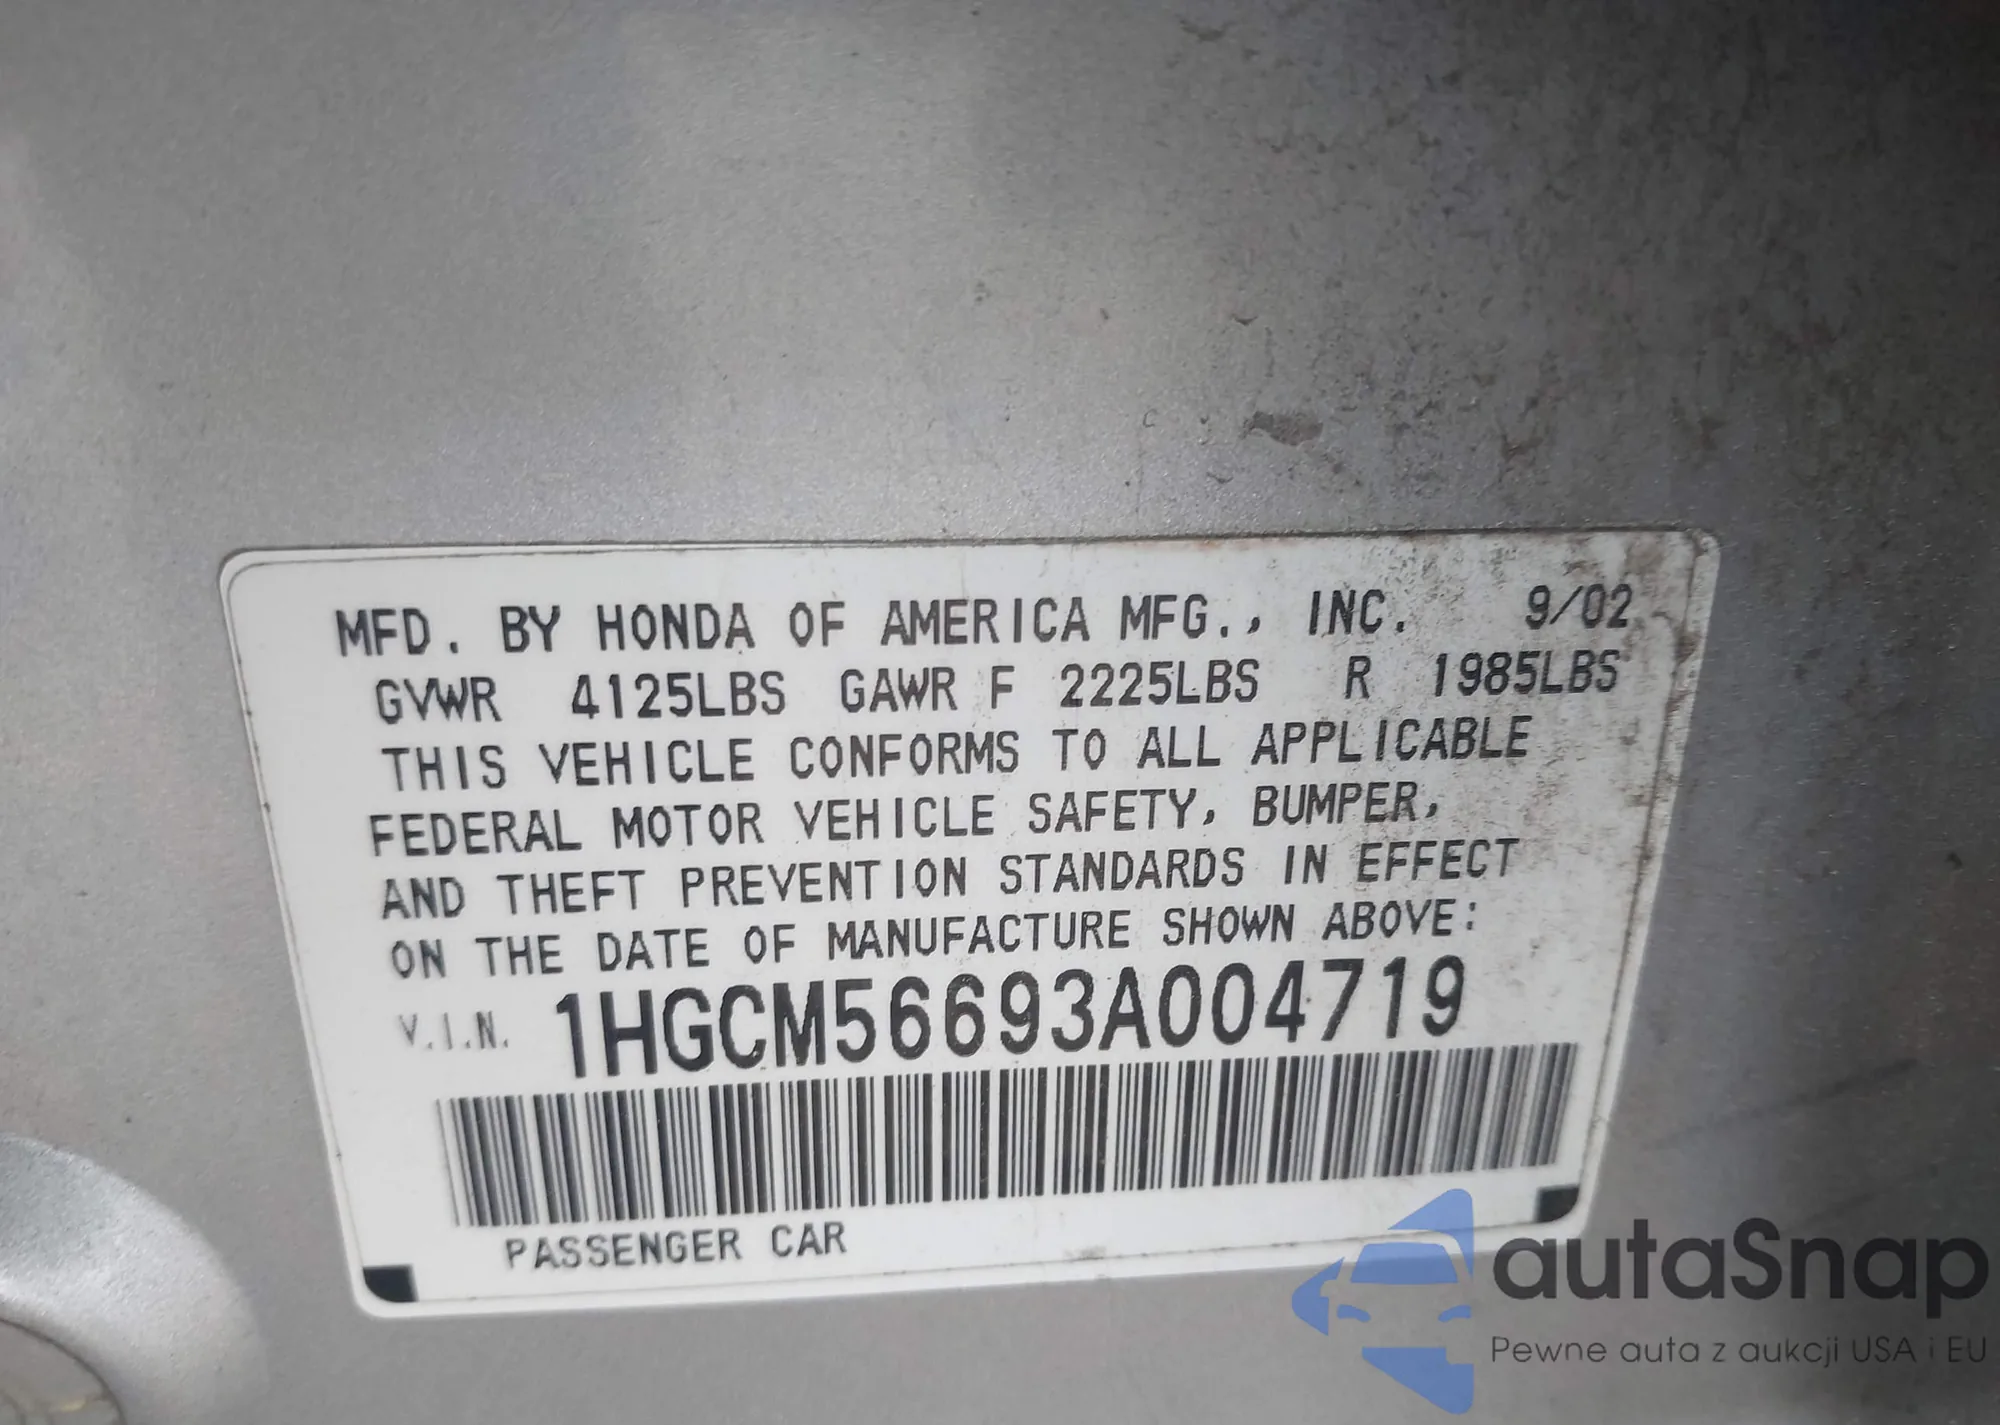 MFD. BY HONDA OF AMERICA MFG., INC. 9/02
GVWR 4125LBS GAWR F 2225LBS R 1985LBS
THIS VEHICLE CONFORMS TO ALL APPLICABLE
FEDERAL MOTOR VEHICLE SAFETY, BUMPER,
AND THEFT PREVENTION STANDARDS IN EFFECT
ON THE DATE OF MANUFACTURE SHOWN ABOVE:
V.I.N. 1HGCM56693A004719
PASSENGER CAR
autaSnap
Pewne auta z aukcji USA i EU